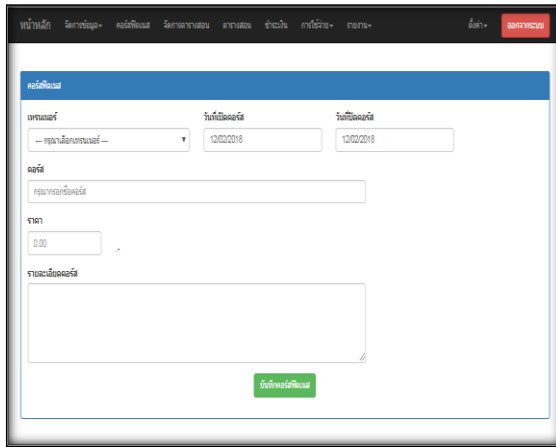 หน้าหลัก จัดการข้อมูล คอร์สฟิตเนส จัดการตารางสอน ตารางสอน ชำระเงิน การใช้จ่าย รายงาน ตั้งค่า ออกจากระบบ
คอร์สฟิตเนส
เทรนเนอร์ วันที่เปิดคอร์ส วันที่ปิดคอร์ส
--- กรุณาเลือกเทรนเนอร์ --- 12/02/2018 12/02/2018
คอร์ส
กรุณากรอกชื่อคอร์ส
ราคา
0.00 .-
รายละเอียดคอร์ส
บันทึกคอร์สฟิตเนส